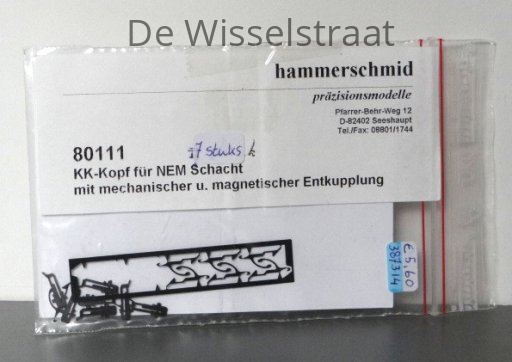 De Wisselstraat
hammerschmid
präzisionsmodelle
Pfarrer-Behr-Weg 12
D-82402 Seeshaupt
Tel./Fax: 08801/1744
7 stuks
80111
KK-Kopf für NEM Schacht
mit mechanischer u. magnetischer Entkupplung
€ 5,60
387314